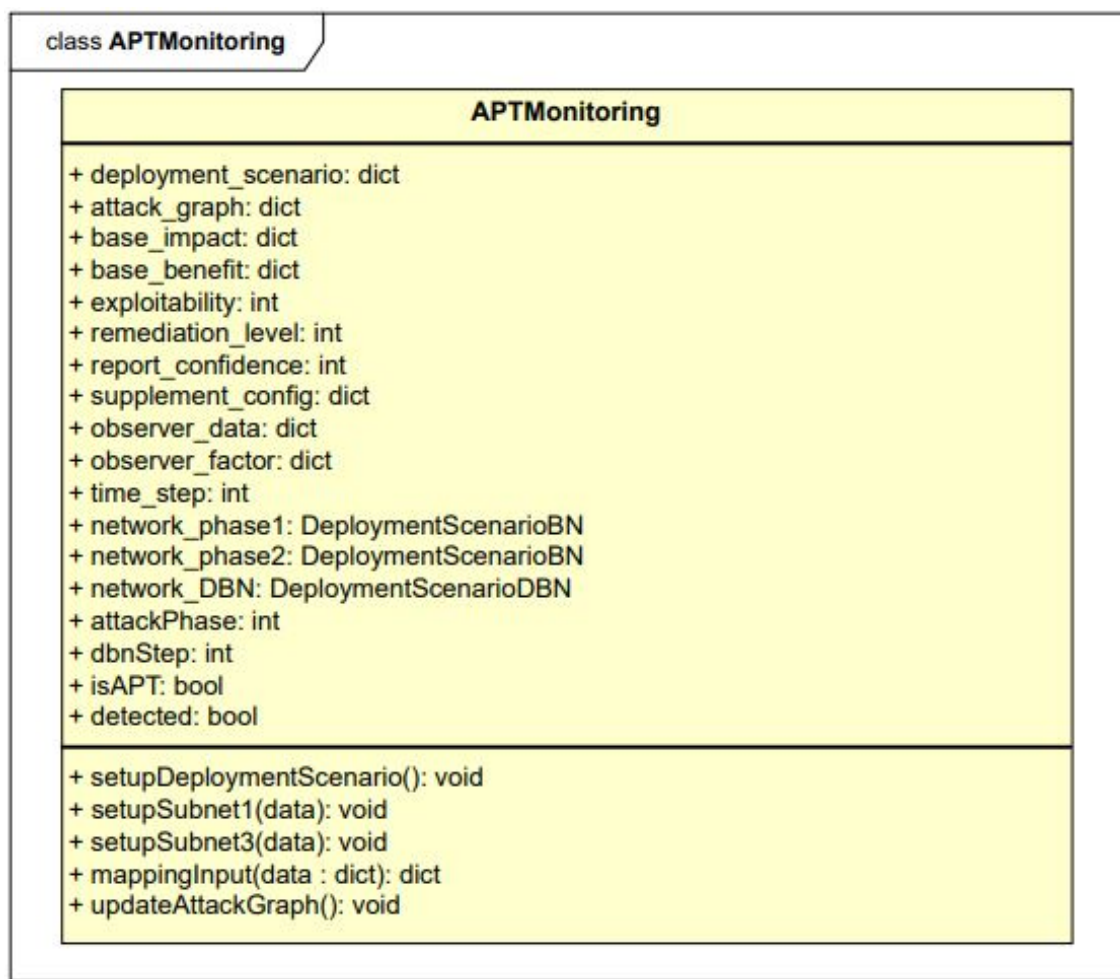 class APTMonitoring
APTMonitoring
+ deployment_scenario: dict
+ attack_graph: dict
+ base_impact: dict
+ base_benefit: dict
+ exploitability: int
+ remediation_level: int
+ report_confidence: int
+ supplement_config: dict
+ observer_data: dict
+ observer_factor: dict
+ time_step: int
+ network_phase1: DeploymentScenarioBN
+ network_phase2: DeploymentScenarioBN
+ network_DBN: DeploymentScenarioDBN
+ attackPhase: int
+ dbnStep: int
+ isAPT: bool
+ detected: bool
+ setupDeploymentScenario(): void
+ setupSubnet1(data): void
+ setupSubnet3(data): void
+ mappingInput(data : dict): dict
+ updateAttackGraph(): void